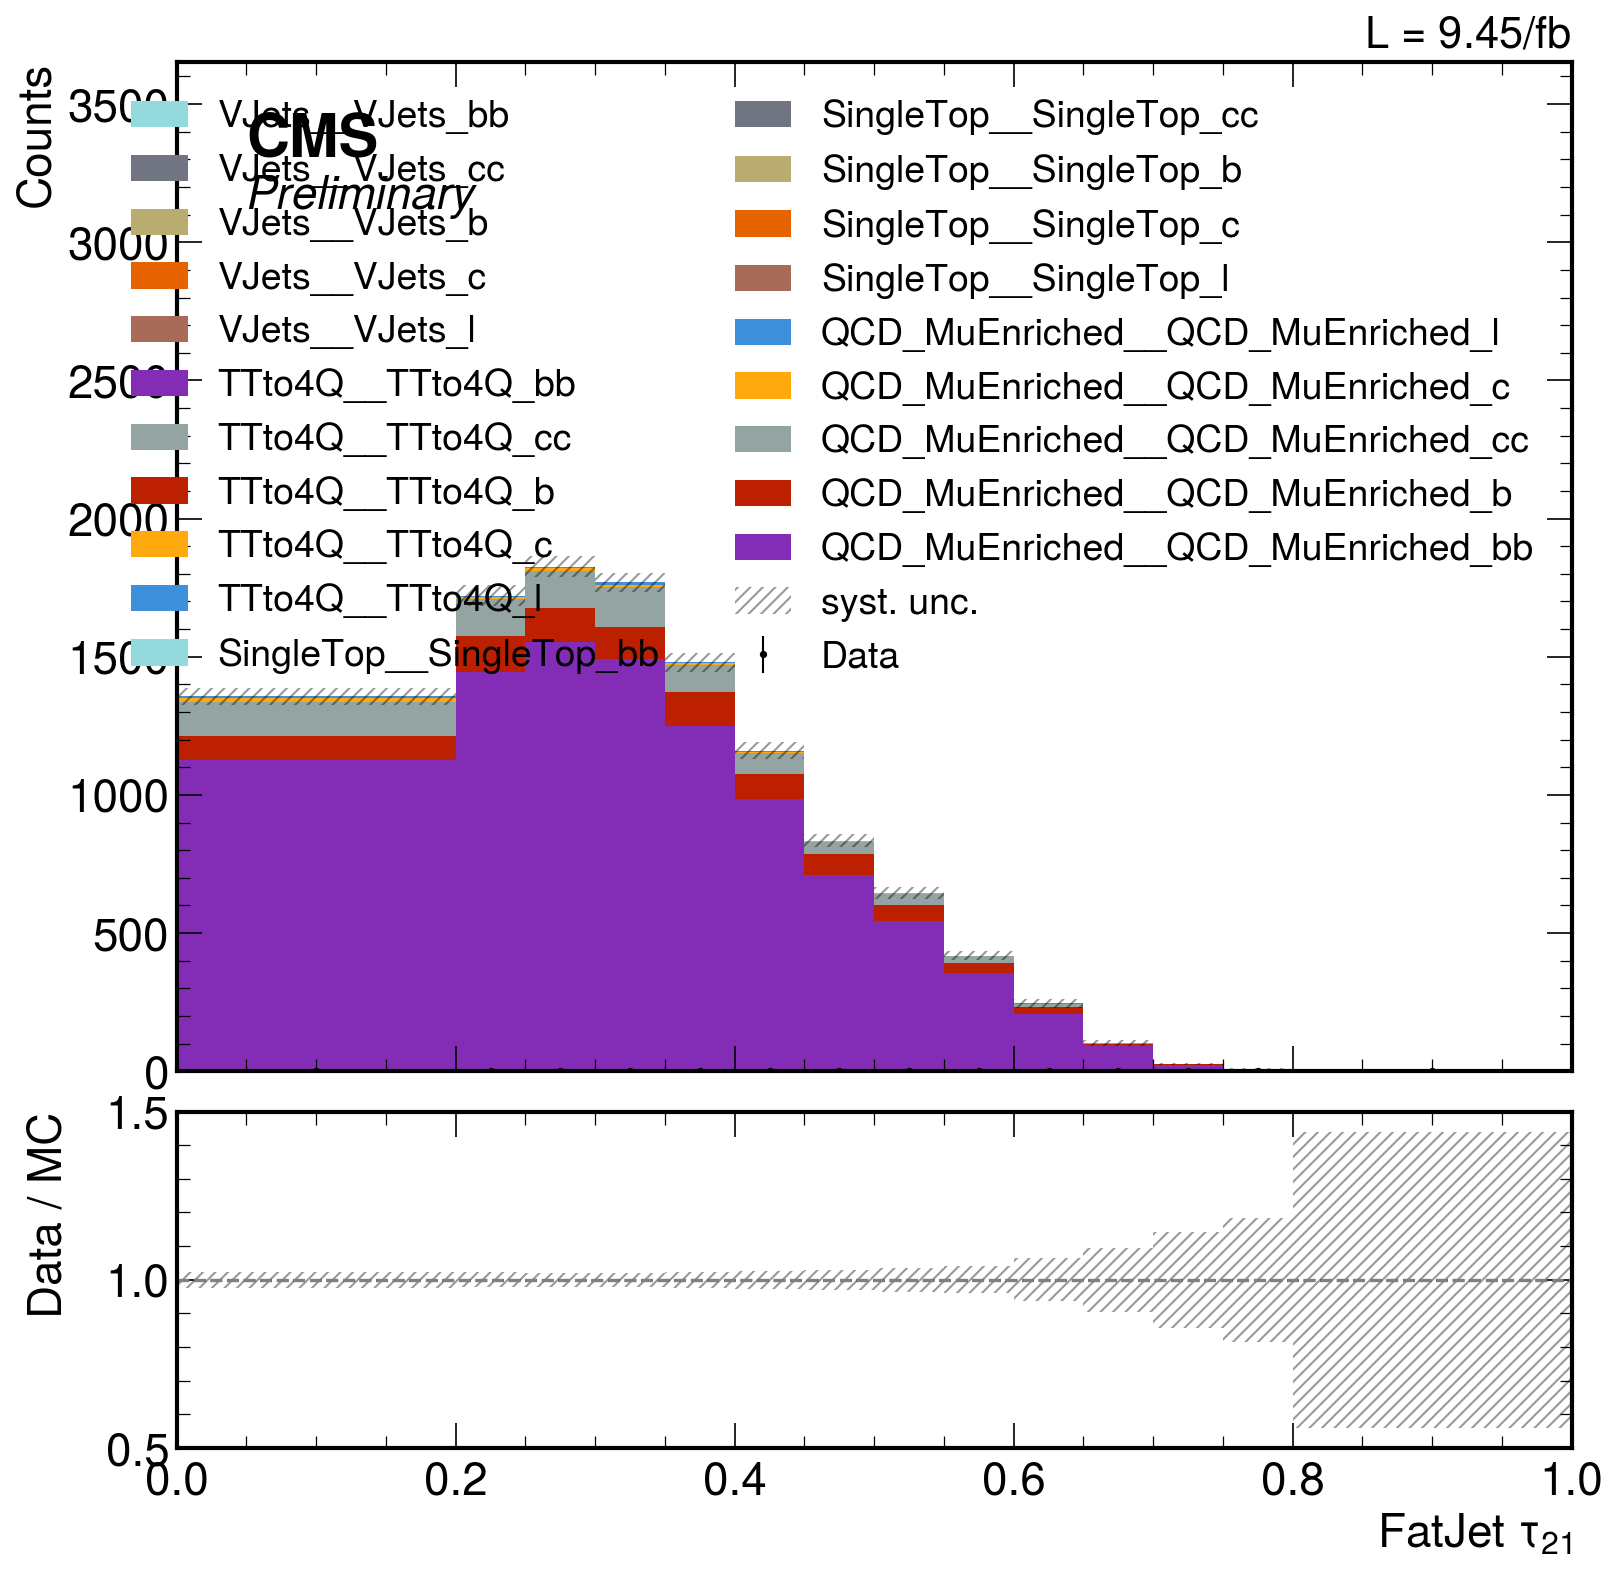 L = 9.45/fb
Counts
CMS
Preliminary
VJets__VJets_bb
VJets__VJets_cc
VJets__VJets_b
VJets__VJets_c
VJets__VJets_l
TTto4Q__TTto4Q_bb
TTto4Q__TTto4Q_cc
TTto4Q__TTto4Q_b
TTto4Q__TTto4Q_c
TTto4Q__TTto4Q_l
SingleTop__SingleTop_bb
SingleTop__SingleTop_cc
SingleTop__SingleTop_b
SingleTop__SingleTop_c
SingleTop__SingleTop_l
QCD_MuEnriched__QCD_MuEnriched_l
QCD_MuEnriched__QCD_MuEnriched_c
QCD_MuEnriched__QCD_MuEnriched_cc
QCD_MuEnriched__QCD_MuEnriched_b
QCD_MuEnriched__QCD_MuEnriched_bb
syst. unc.
Data
3500
3000
2500
2000
1500
1000
500
0
Data / MC
1.5
1.0
0.5
0.0 0.2 0.4 0.6 0.8 1.0
FatJet τ21